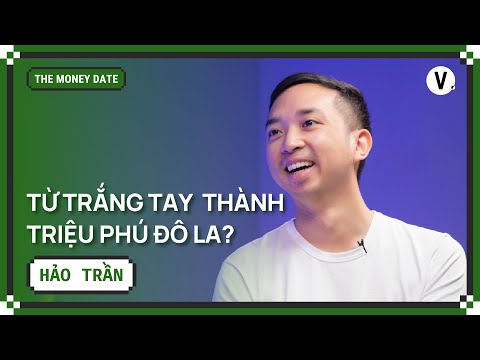 THE MONEY DATE
V.
TỪ TRẮNG TAY THÀNH
TRIỆU PHÚ ĐÔ LA?
HẢO TRẦN